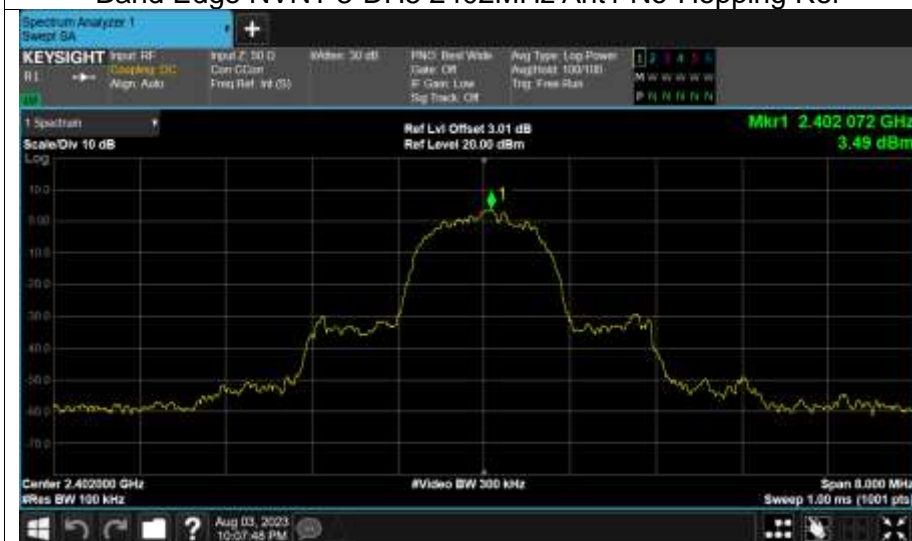 Band Edge NVNT 3-DH5 2402MHz Ant1 No-Hopping Ref
Spectrum Analyzer 1
Swept SA
+
KEYSIGHT Input: RF Input Z: 50 Ω #Atten: 30 dB PNO: Best Wide Avg Type: Log-Power 1 2 3 4 5 6
R L Coupling: DC Corr CCorr Gate: Off Avg|Hold: 100/100 M W W W W W
Align: Auto Freq Ref: Int (S) IF Gain: Low Trig: Free Run
Sig Track: Off P N N N N N
1 Spectrum Ref Lvl Offset 3.01 dB Mkr1 2.402 072 GHz
Scale/Div 10 dB Ref Level 20.00 dBm 3.49 dBm
Log
10.0
1
0.00
-10.0
-20.0
-30.0
-40.0
-50.0
-60.0
-70.0
Center 2.402000 GHz #Video BW 300 kHz Span 8.000 MHz
#Res BW 100 kHz Sweep 1.00 ms (1001 pts)
? Aug 03, 2023
10:07:48 PM